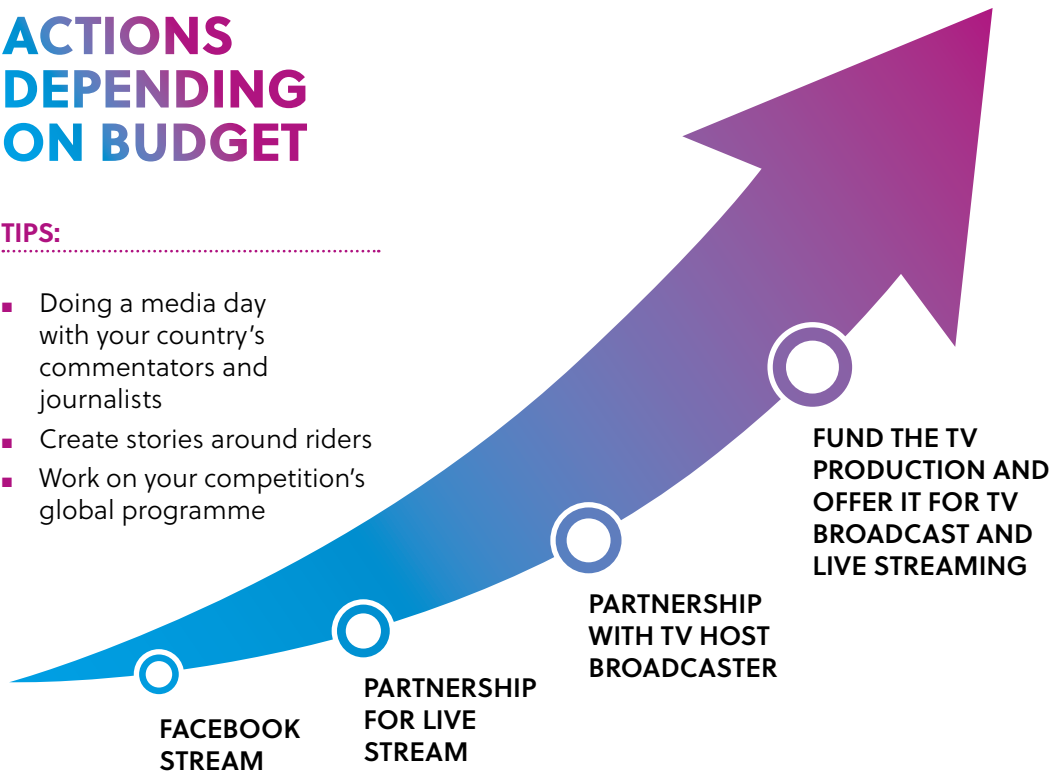 ACTIONS
DEPENDING
ON BUDGET
TIPS:
Doing a media day
with your country's
commentators and
journalists
Create stories around riders
Work on your competition's
global programme
FACEBOOK
STREAM
PARTNERSHIP
FOR LIVE
STREAM
PARTNERSHIP
WITH TV HOST
BROADCASTER
FUND THE TV
PRODUCTION AND
OFFER IT FOR TV
BROADCAST AND
LIVE STREAMING